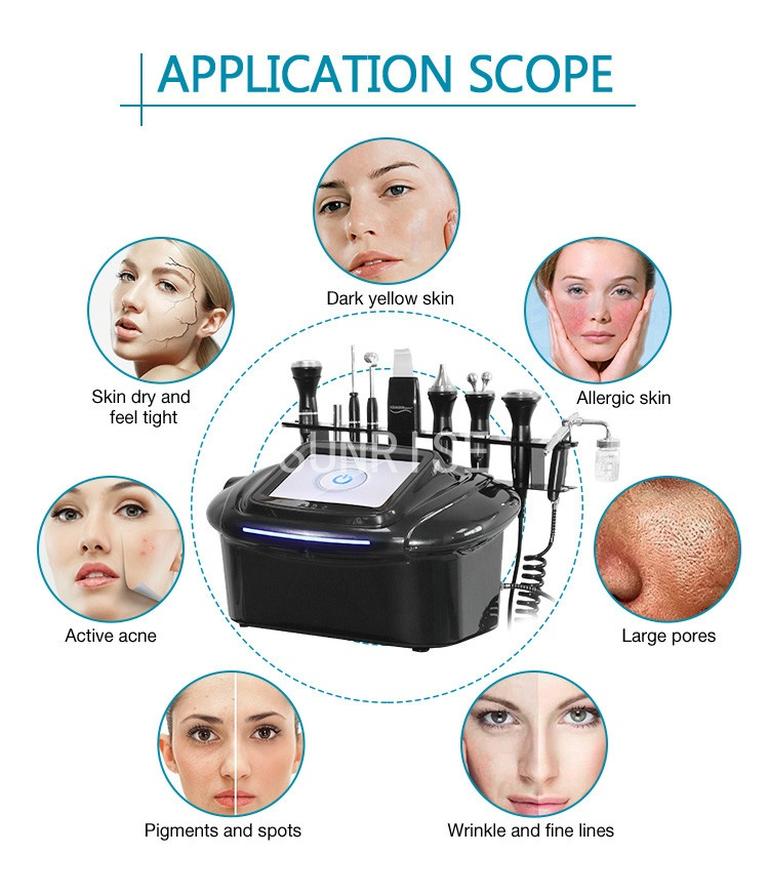 APPLICATION SCOPE
Dark yellow skin
Skin dry and
feel tight
Allergic skin
SUNRISE
Active acne
Large pores
Pigments and spots
Wrinkle and fine lines